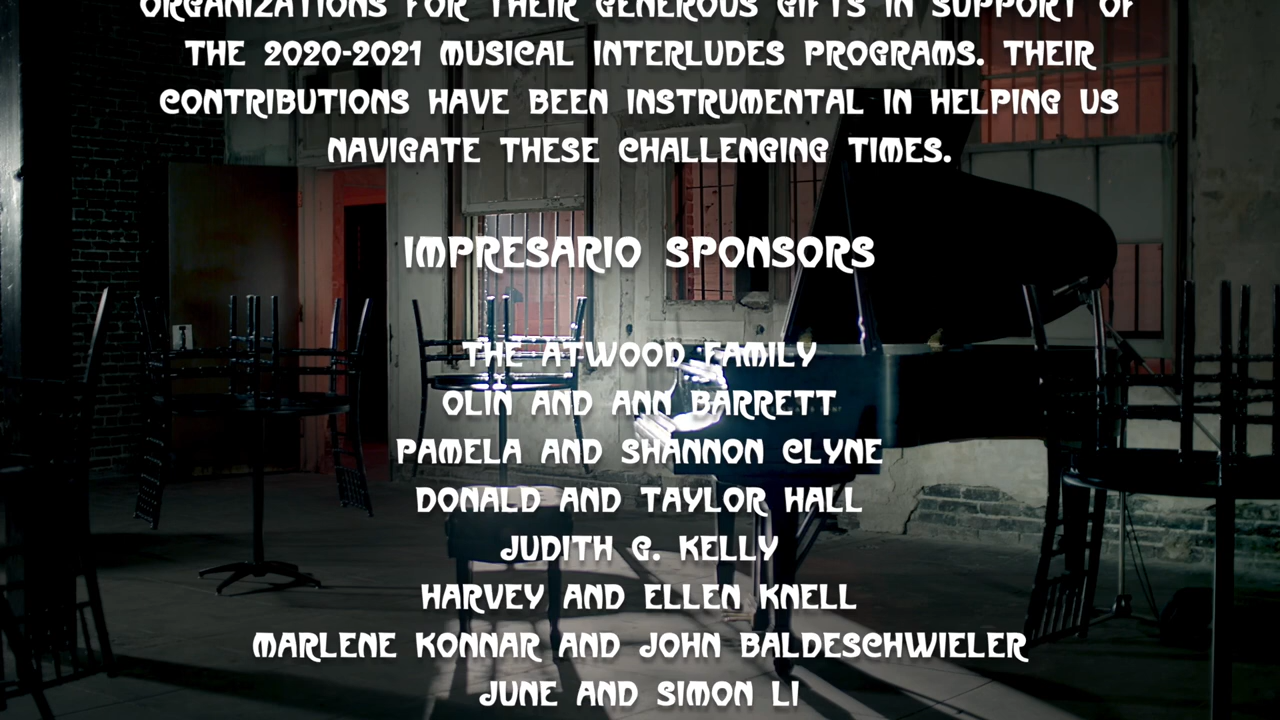 ORGANIZATIONS FOR THEIR GENEROUS GIFTS IN SUPPORT OF
THE 2020-2021 MUSICAL INTERLUDES PROGRAMS. THEIR
CONTRIBUTIONS HAVE BEEN INSTRUMENTAL IN HELPING US
NAVIGATE THESE CHALLENGING TIMES.
IMPRESARIO SPONSORS
THE ATWOOD FAMILY
OLIN AND ANN BARRETT
PAMELA AND SHANNON CLYNE
DONALD AND TAYLOR HALL
JUDITH G. KELLY
HARVEY AND ELLEN KNELL
MARLENE KONNAR AND JOHN BALDESCHWIELER
JUNE AND SIMON LI